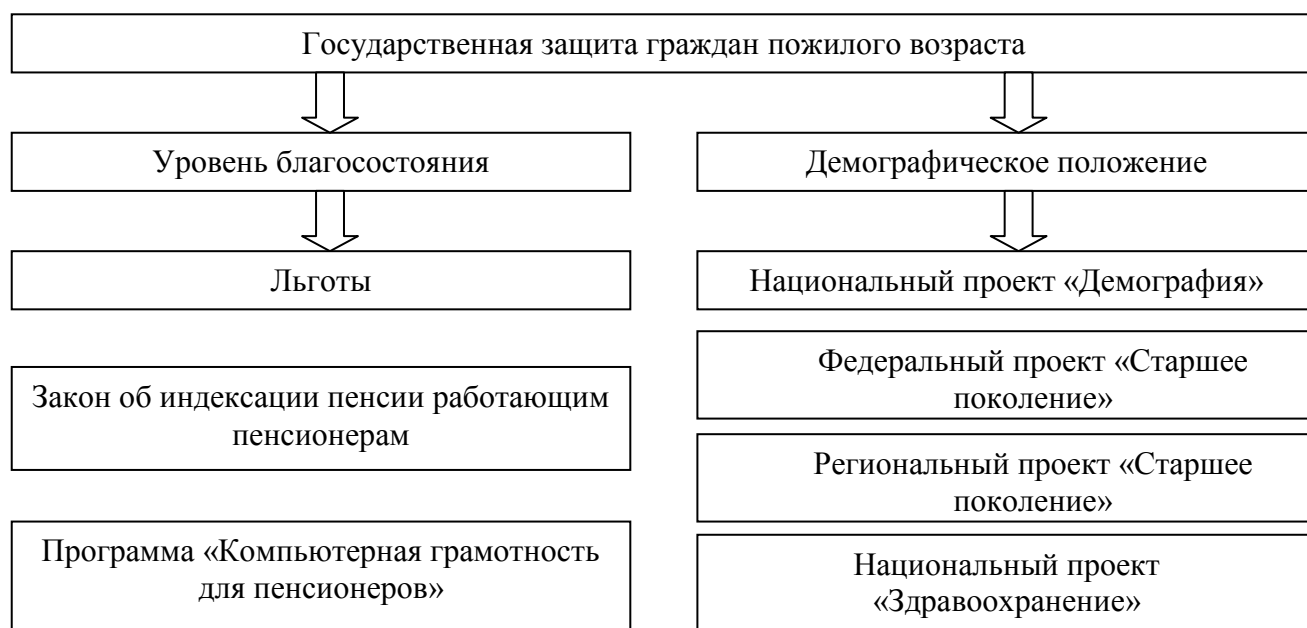 Государственная защита граждан пожилого возраста
Уровень благосостояния
Демографическое положение
Льготы
Национальный проект «Демография»
Закон об индексации пенсии работающим
пенсионерам
Федеральный проект «Старшее
поколение»
Региональный проект «Старшее
поколение»
Программа «Компьютерная грамотность
для пенсионеров»
Национальный проект
«Здравоохранение»